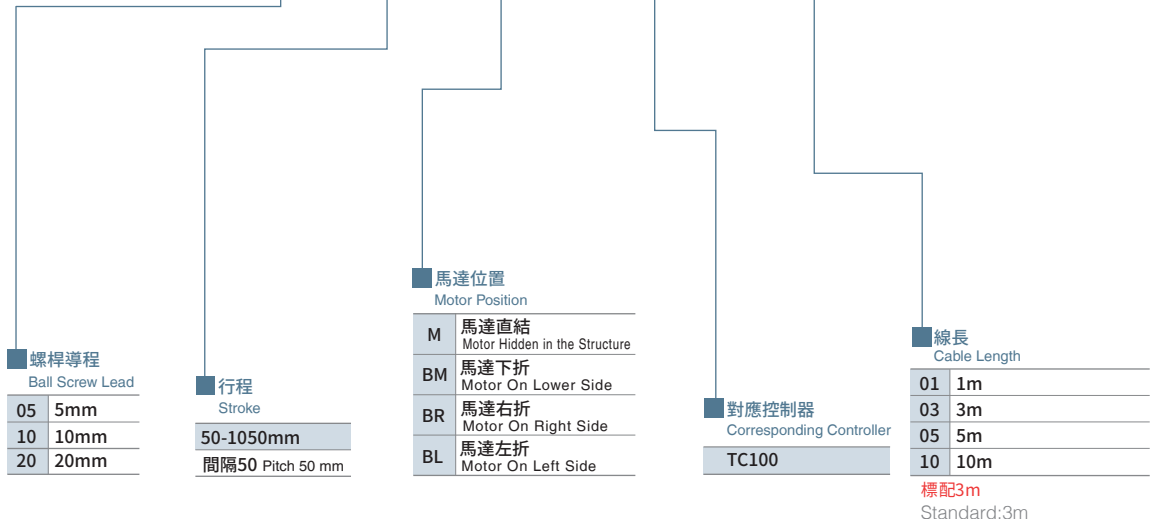 螺桿導程
Ball Screw Lead
05 5mm
10 10mm
20 20mm
行程
Stroke
50-1050mm
間隔50 Pitch 50 mm
馬達位置
Motor Position
M 馬達直結
Motor Hidden in the Structure
BM 馬達下折
Motor On Lower Side
BR 馬達右折
Motor On Right Side
BL 馬達左折
Motor On Left Side
對應控制器
Corresponding Controller
TC100
線長
Cable Length
01 1m
03 3m
05 5m
10 10m
標配3m
Standard:3m